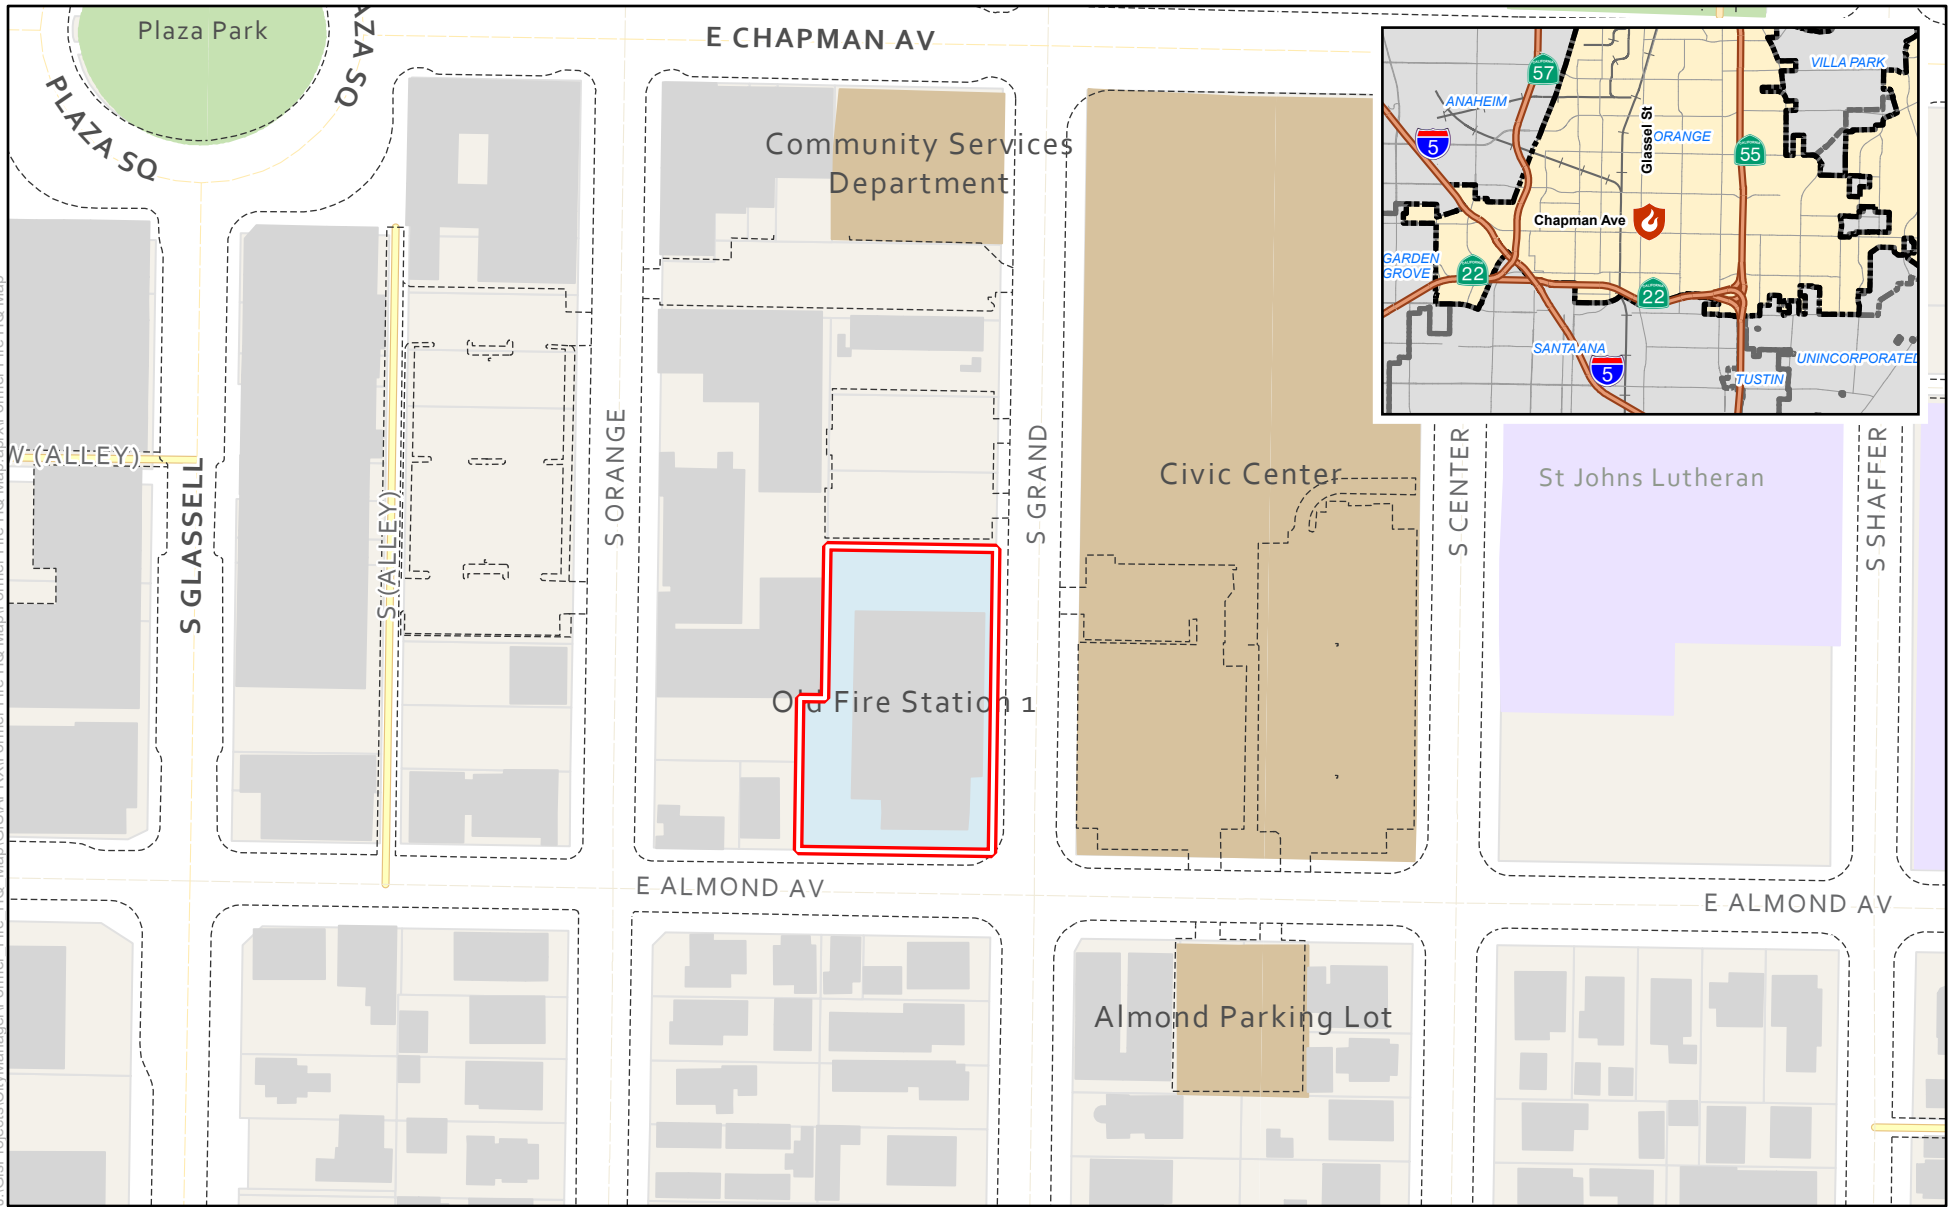 Plaza Park
PLAZA SQ
AZA SQ
E CHAPMAN AV
Community Services
Department
57
VILLA PARK
ANAHEIM
5
Glassel St
ORANGE
55
Chapman Ave
GARDEN
GROVE
22
22
SANTA ANA
5
UNINCORPORATED
TUSTIN
W (ALLEY)
S GLASSELL
S (ALLEY)
S ORANGE
S GRAND
Civic Center
S CENTER
St Johns Lutheran
S SHAFFER
Old Fire Station 1
E ALMOND AV
E ALMOND AV
Almond Parking Lot